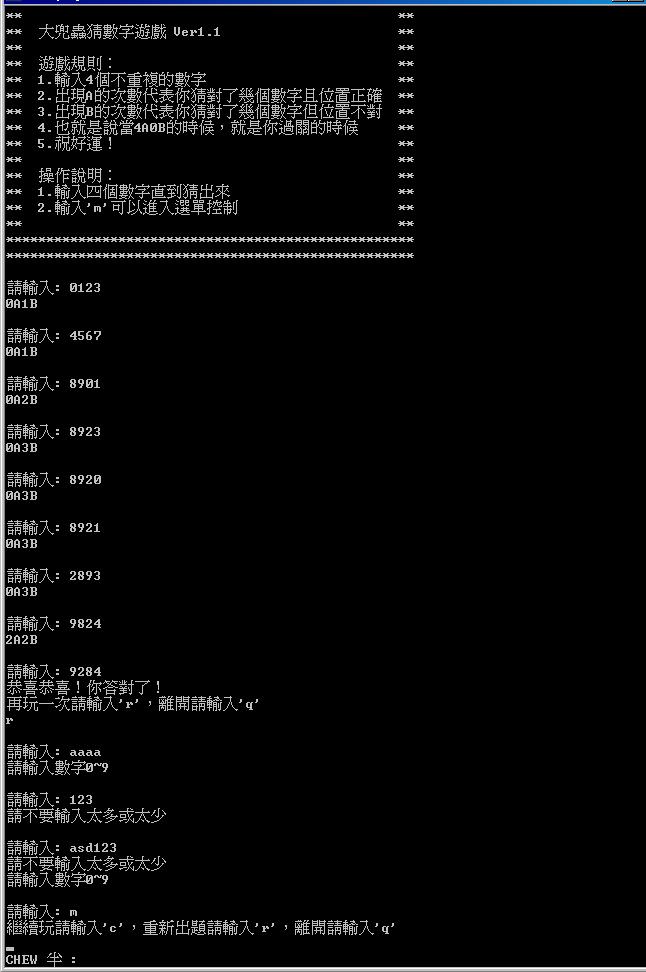 **                                               **
**  大兜蟲猜數字遊戲 Ver1.1                      **
**                                               **
**  遊戲規則：                                   **
**  1.輸入4個不重複的數字                        **
**  2.出現A的次數代表你猜對了幾個數字且位置正確  **
**  3.出現B的次數代表你猜對了幾個數字但位置不對  **
**  4.也就是說當4A0B的時候，就是你過關的時候     **
**  5.祝好運！                                   **
**                                               **
**  操作說明：                                   **
**  1.輸入四個數字直到猜出來                     **
**  2.輸入'm'可以進入選單控制                    **
**                                               **
***************************************************
***************************************************
請輸入: 0123
0A1B
請輸入: 4567
0A1B
請輸入: 8901
0A2B
請輸入: 8923
0A3B
請輸入: 8920
0A3B
請輸入: 8921
0A3B
請輸入: 2893
0A3B
請輸入: 9824
2A2B
請輸入: 9284
恭喜恭喜！你答對了！
再玩一次請輸入'r'，離開請輸入'q'
r
請輸入: aaaa
請輸入數字0~9
請輸入: 123
請不要輸入太多或太少
請輸入: asd123
請不要輸入太多或太少
請輸入數字0~9
請輸入: m
繼續玩請輸入'c'，重新出題請輸入'r'，離開請輸入'q'
CHEW 半 :